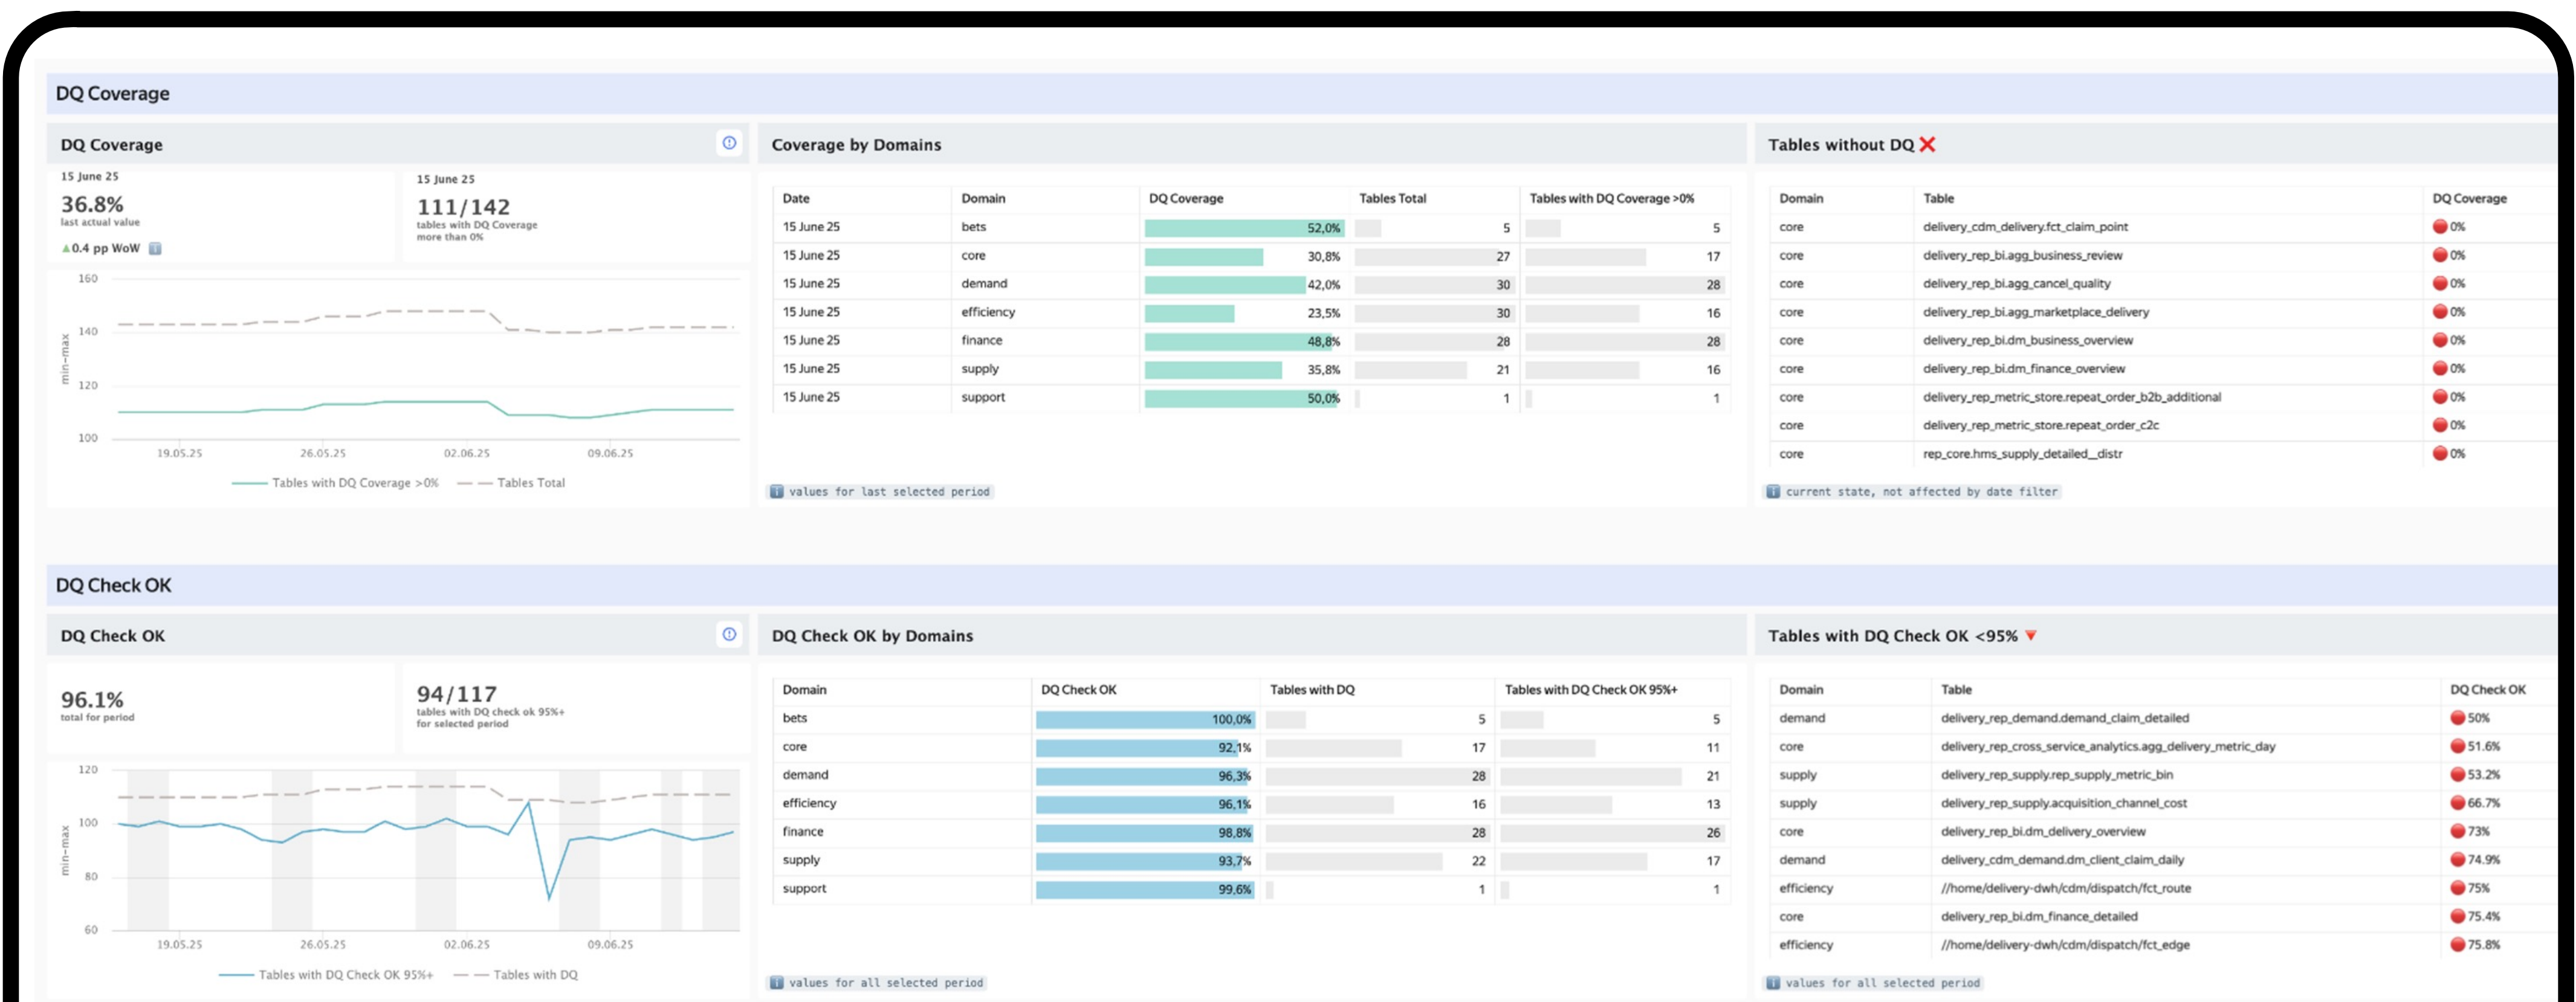 DQ Coverage
DQ Coverage
15 June 25
36.8%
last actual value
▲0.4 pp WoW ℹ️
15 June 25
111/142
tables with DQ Coverage
more than 0%
160
140
120
100
min-max
19.05.25 26.05.25 02.06.25 09.06.25
Tables with DQ Coverage >0% Tables Total
Coverage by Domains
Date Domain DQ Coverage Tables Total Tables with DQ Coverage >0%
15 June 25 bets 52,0% 5 5
15 June 25 core 30,8% 27 17
15 June 25 demand 42,0% 30 28
15 June 25 efficiency 23,5% 30 16
15 June 25 finance 48,8% 28 28
15 June 25 supply 35,8% 21 16
15 June 25 support 50,0% 1 1
ℹ️ values for last selected period
Tables without DQ ❌
Domain Table DQ Coverage
core delivery_cdm_delivery.fct_claim_point 🔴 0%
core delivery_rep_bi.agg_business_review 🔴 0%
core delivery_rep_bi.agg_cancel_quality 🔴 0%
core delivery_rep_bi.agg_marketplace_delivery 🔴 0%
core delivery_rep_bi.dm_business_overview 🔴 0%
core delivery_rep_bi.dm_finance_overview 🔴 0%
core delivery_rep_metric_store.repeat_order_b2b_additional 🔴 0%
core delivery_rep_metric_store.repeat_order_c2c 🔴 0%
core rep_core.hms_supply_detailed__distr 🔴 0%
ℹ️ current state, not affected by date filter
DQ Check OK
DQ Check OK
96.1%
total for period
94/117
tables with DQ check ok 95%+
for selected period
120
100
80
60
min-max
19.05.25 26.05.25 02.06.25 09.06.25
Tables with DQ Check OK 95%+ Tables with DQ
DQ Check OK by Domains
Domain DQ Check OK Tables with DQ Tables with DQ Check OK 95%+
bets 100,0% 5 5
core 92,1% 17 11
demand 96,3% 28 21
efficiency 96,1% 16 13
finance 98,8% 28 26
supply 93,7% 22 17
support 99,6% 1 1
ℹ️ values for all selected period
Tables with DQ Check OK <95% 🔻
Domain Table DQ Check OK
demand delivery_rep_demand.demand_claim_detailed 🔴 50%
core delivery_rep_cross_service_analytics.agg_delivery_metric_day 🔴 51.6%
supply delivery_rep_supply.rep_supply_metric_bin 🔴 53.2%
supply delivery_rep_supply.acquisition_channel_cost 🔴 66.7%
core delivery_rep_bi.dm_delivery_overview 🔴 73%
demand delivery_cdm_demand.dm_client_claim_daily 🔴 74.9%
efficiency //home/delivery-dwh/cdm/dispatch/fct_route 🔴 75%
core delivery_rep_bi.dm_finance_detailed 🔴 75.4%
efficiency //home/delivery-dwh/cdm/dispatch/fct_edge 🔴 75.8%
ℹ️ values for all selected period